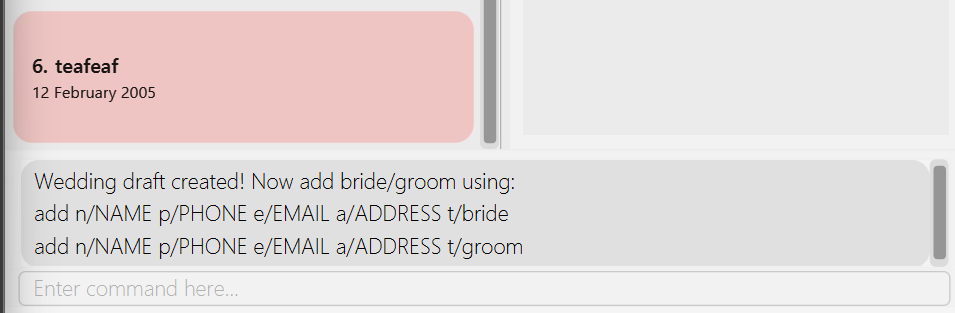 6. teafeaf
12 February 2005
Wedding draft created! Now add bride/groom using:
add n/NAME p/PHONE e/EMAIL a/ADDRESS t/bride
add n/NAME p/PHONE e/EMAIL a/ADDRESS t/groom
Enter command here...